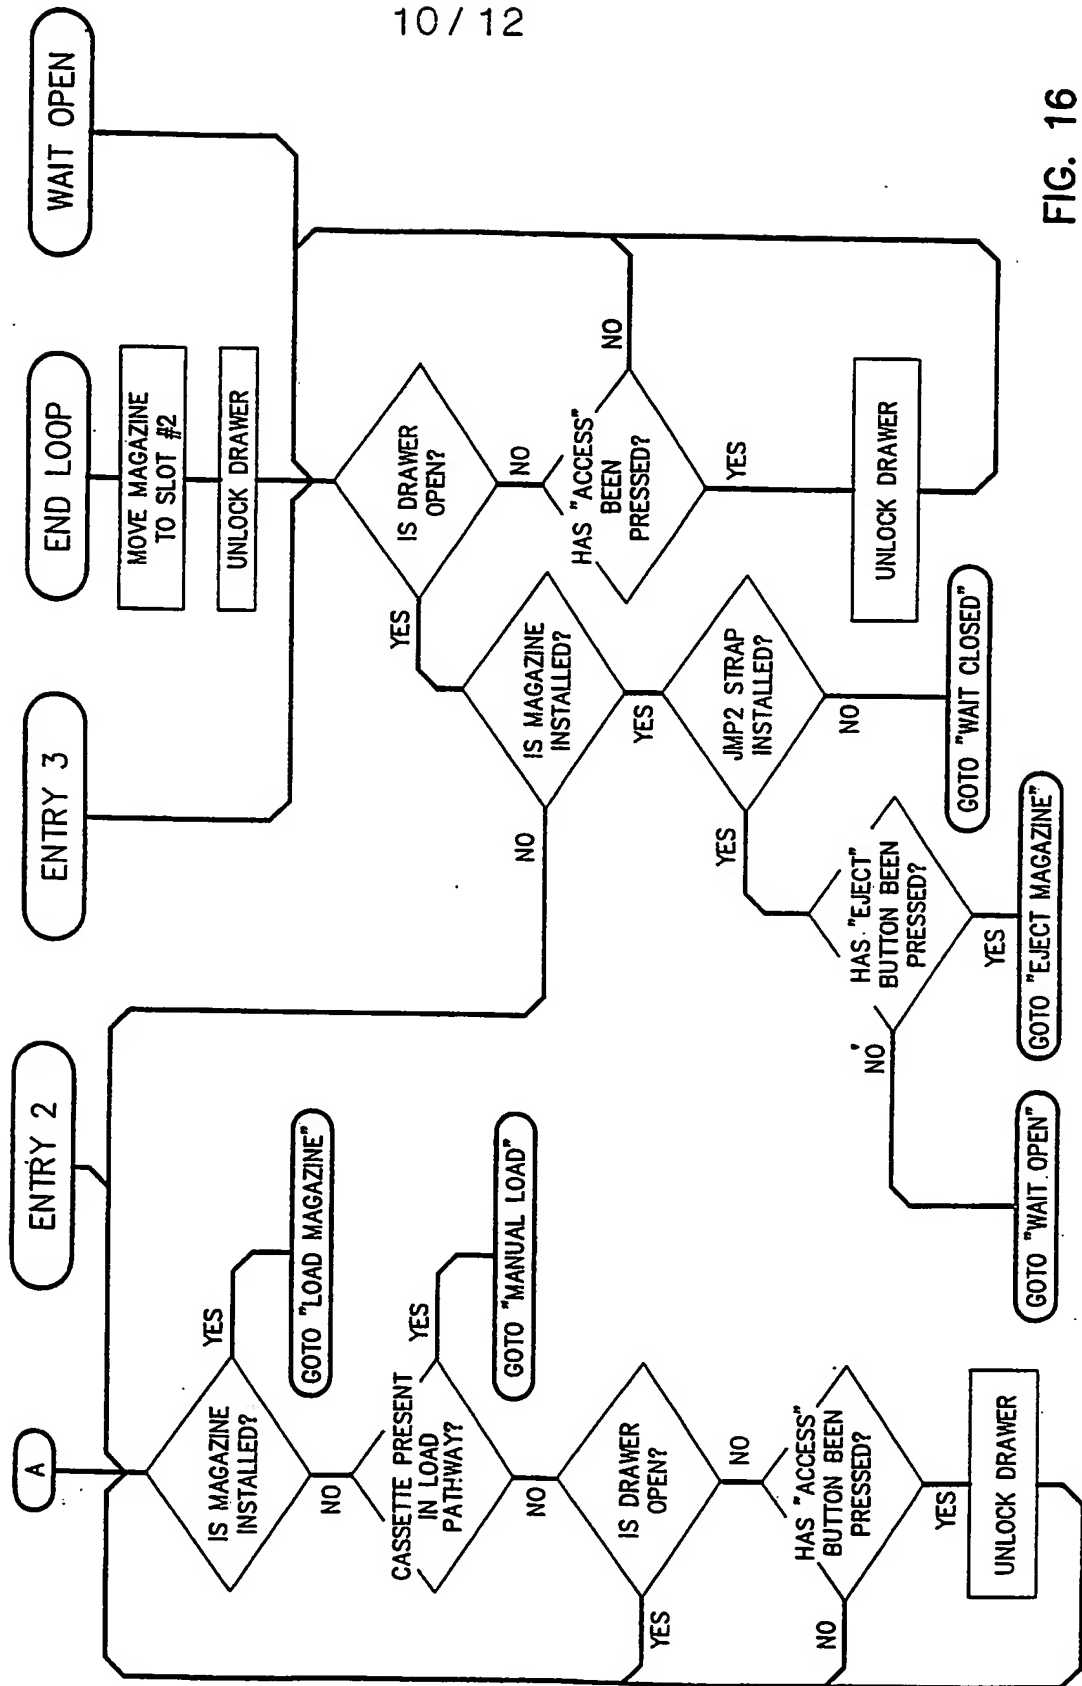 10/12
A
ENTRY 2
ENTRY 3
END LOOP
WAIT OPEN
IS MAGAZINE
INSTALLED?
YES
GOTO "LOAD MAGAZINE"
NO
CASSETTE PRESENT
IN LOAD
PATHWAY?
YES
GOTO "MANUAL LOAD"
NO
IS DRAWER
OPEN?
YES
NO
HAS "ACCESS"
BUTTON BEEN
PRESSED?
NO
YES
UNLOCK DRAWER
MOVE MAGAZINE
TO SLOT #2
UNLOCK DRAWER
IS DRAWER
OPEN?
YES
NO
HAS "ACCESS"
BEEN
PRESSED?
NO
YES
UNLOCK DRAWER
IS MAGAZINE
INSTALLED?
NO
YES
JMP2 STRAP
INSTALLED?
YES
NO
GOTO "WAIT CLOSED"
HAS "EJECT"
BUTTON BEEN
PRESSED?
NO
YES
GOTO "EJECT MAGAZINE"
GOTO "WAIT OPEN"
FIG. 16